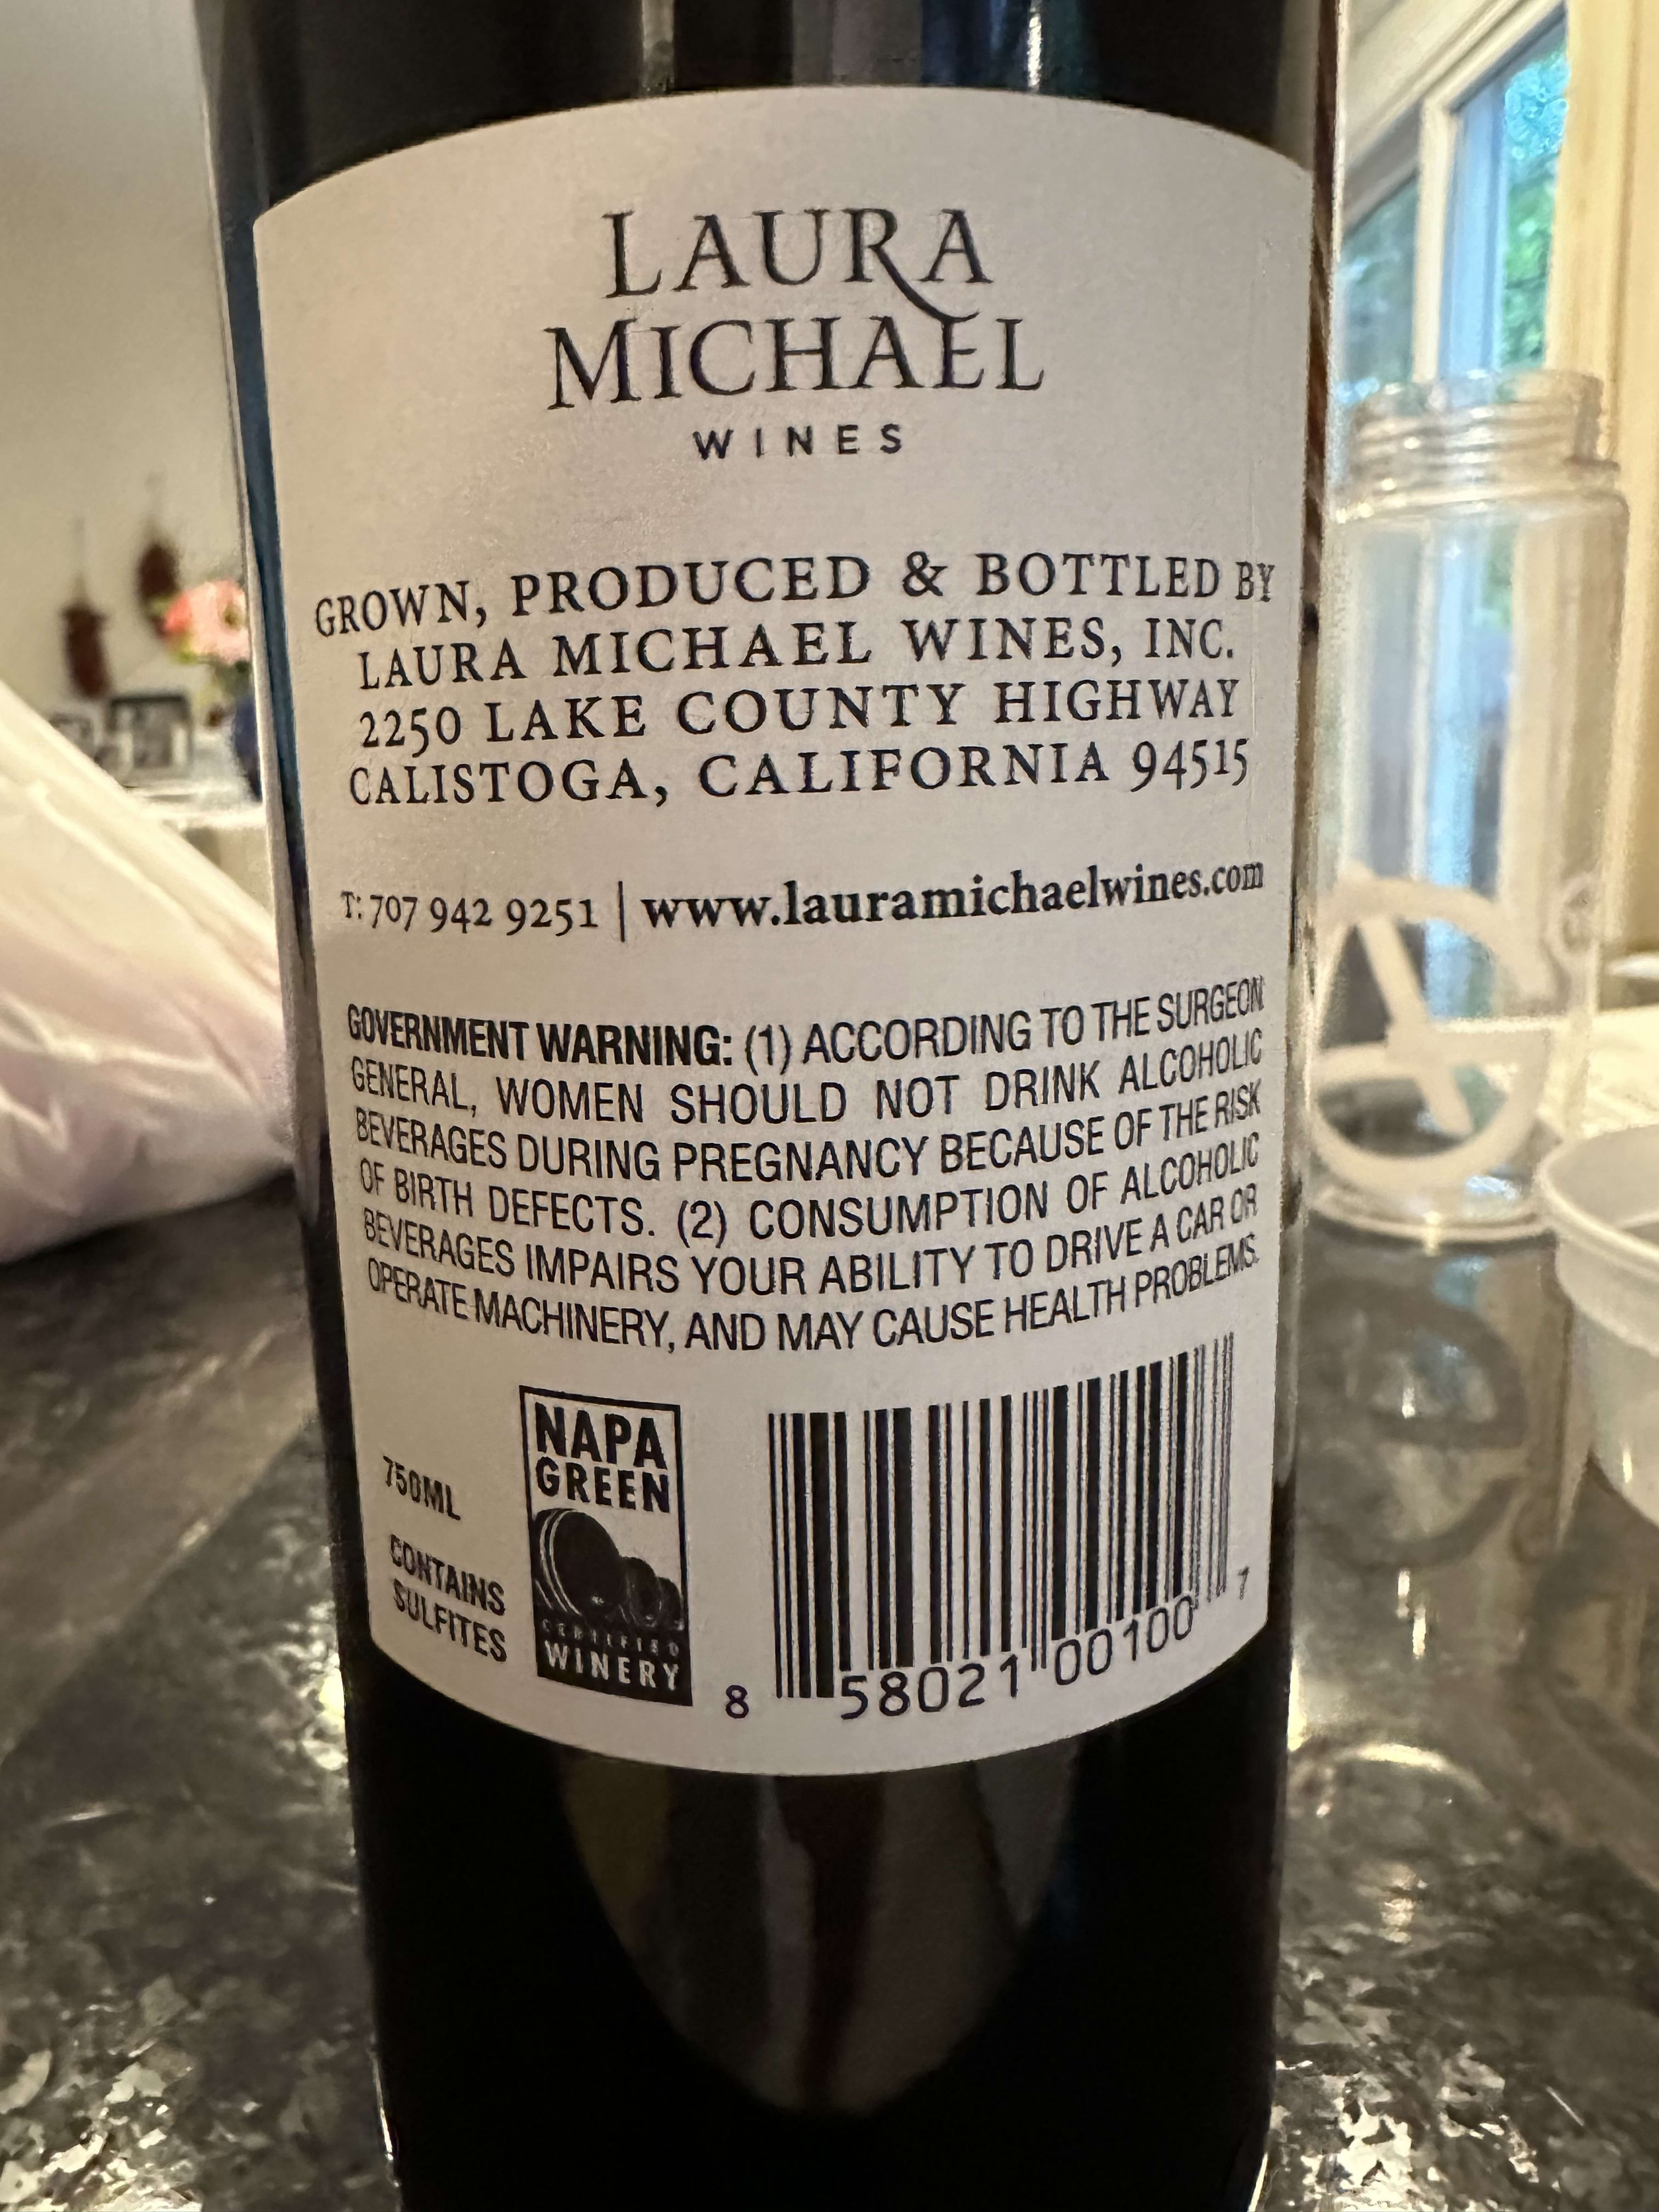 LAURA
MICHAEL
WINES
GROWN, PRODUCED & BOTTLED BY
LAURA MICHAEL WINES, INC.
2250 LAKE COUNTY HIGHWAY
CALISTOGA, CALIFORNIA 94515
T: 707 942 9251 | www.lauramichaelwines.com
GOVERNMENT WARNING: (1) ACCORDING TO THE SURGEON
GENERAL, WOMEN SHOULD NOT DRINK ALCOHOLIC
BEVERAGES DURING PREGNANCY BECAUSE OF THE RISK
OF BIRTH DEFECTS. (2) CONSUMPTION OF ALCOHOLIC
BEVERAGES IMPAIRS YOUR ABILITY TO DRIVE A CAR OR
OPERATE MACHINERY, AND MAY CAUSE HEALTH PROBLEMS.
750ML
CONTAINS
SULFITES
NAPA
GREEN
CERTIFIED
WINERY
8 58021 00100 7